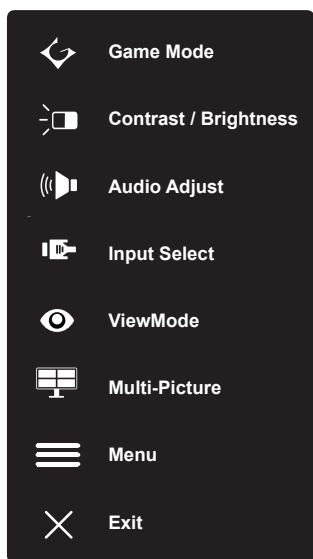 Game Mode
Contrast / Brightness
Audio Adjust
Input Select
ViewMode
Multi-Picture
Menu
Exit